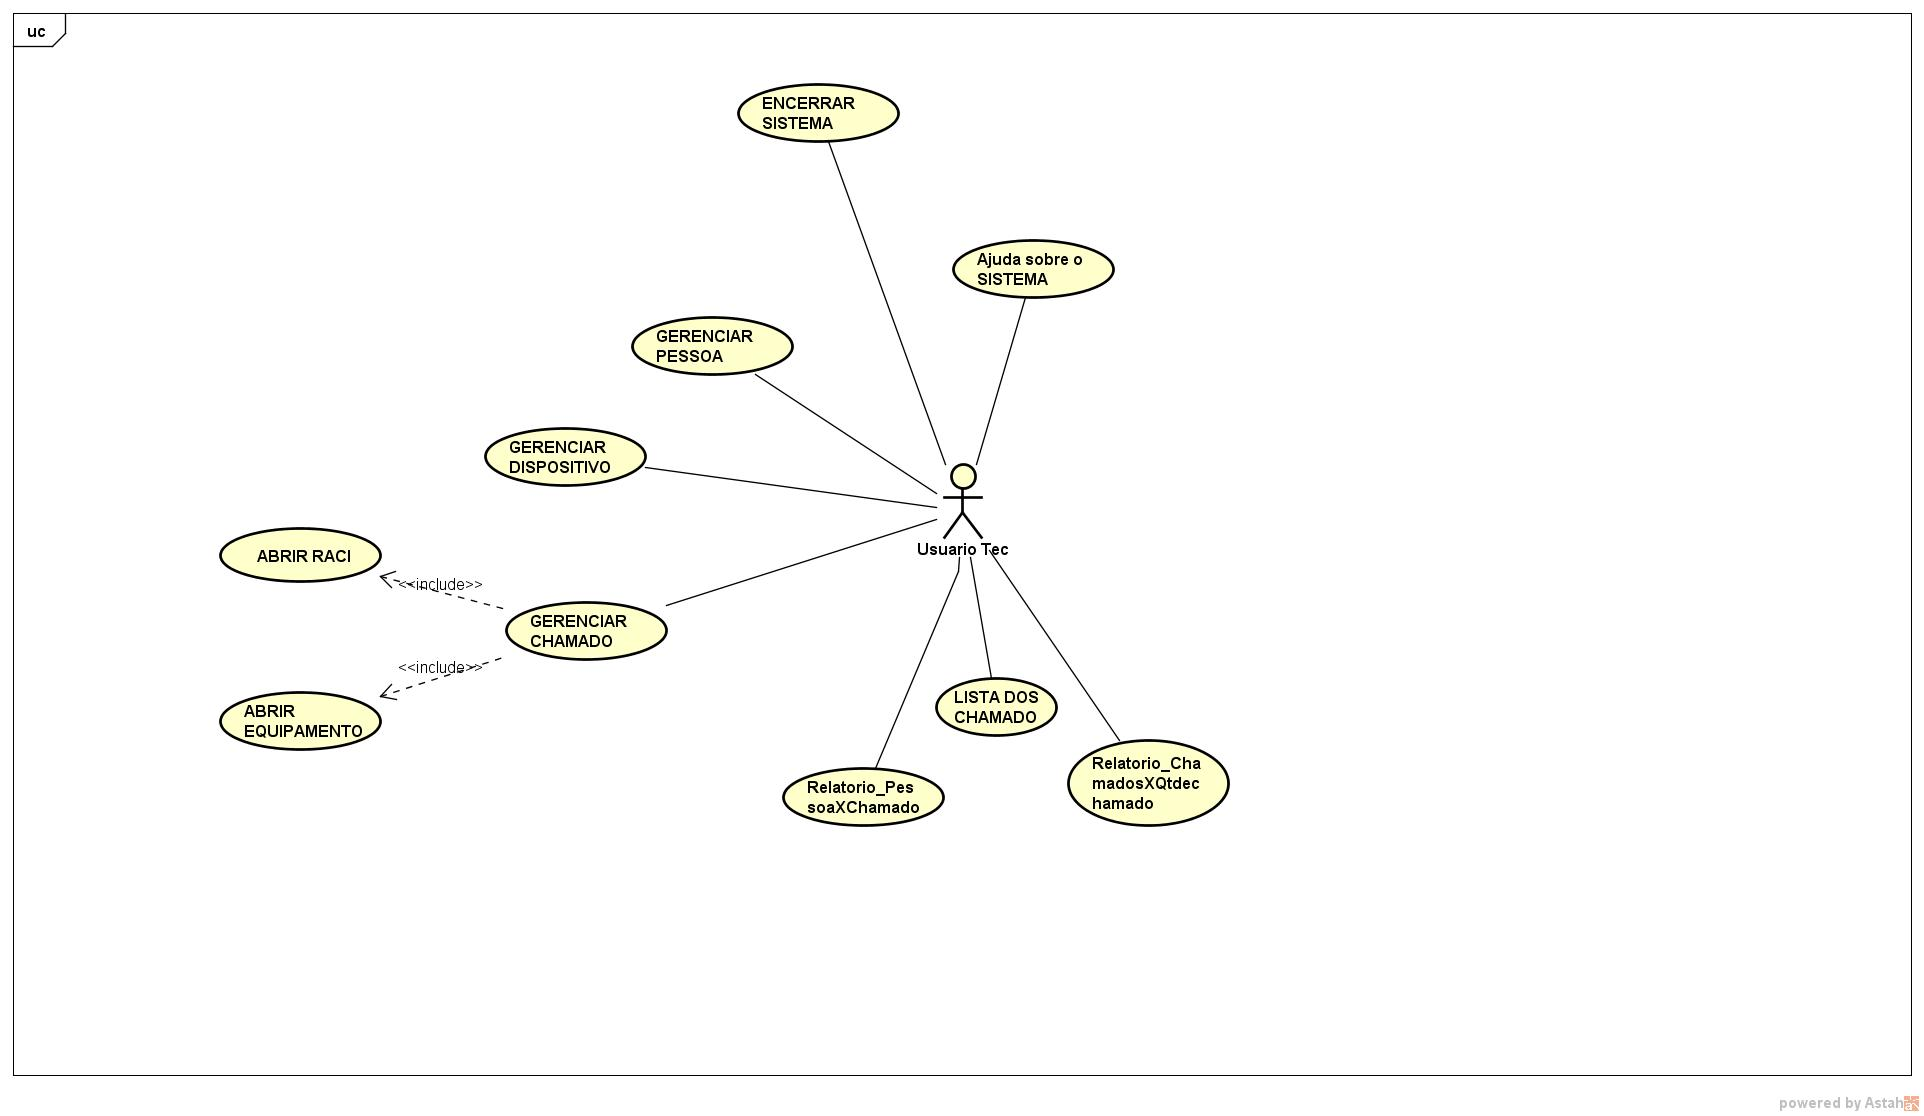 uc
ENCERRAR
SISTEMA
Ajuda sobre o
SISTEMA
GERENCIAR
PESSOA
GERENCIAR
DISPOSITIVO
ABRIR RACI
<<include>>
Usuario Tec
GERENCIAR
CHAMADO
<<include>>
ABRIR
EQUIPAMENTO
LISTA DOS
CHAMADO
Relatorio_Pes
soaXChamado
Relatorio_Cha
madosXQtdec
hamado
powered by Astah